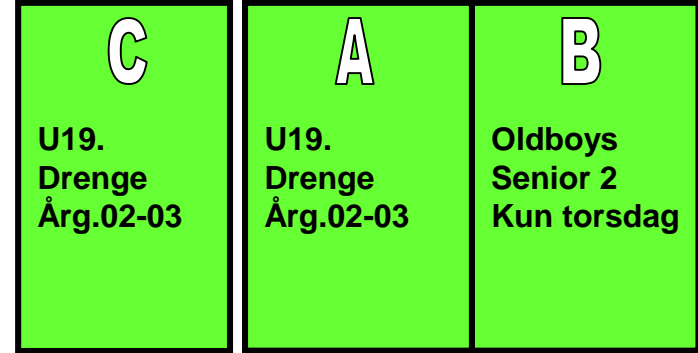 C
U19.
Drenge
Årg.02-03
A
U19.
Drenge
Årg.02-03
B
Oldboys
Senior 2
Kun torsdag